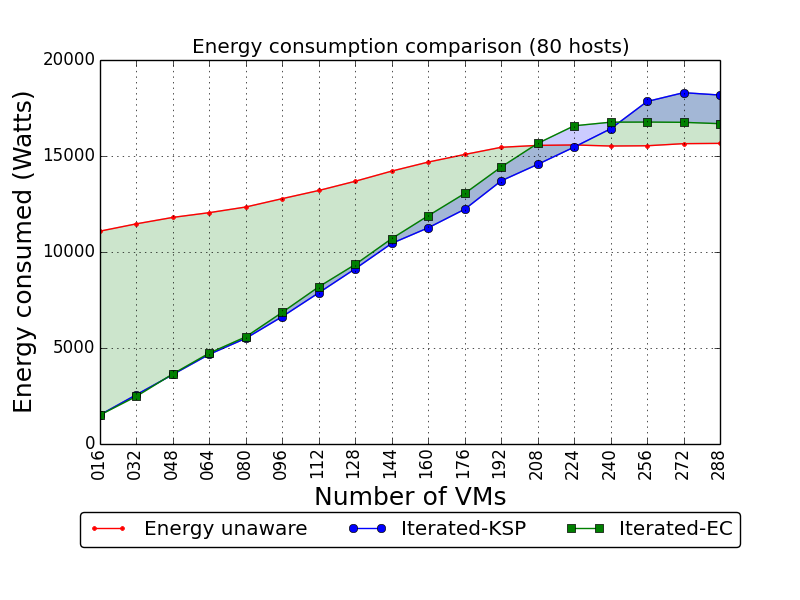 Energy consumption comparison (80 hosts)
20000
15000
10000
5000
0
Energy consumed (Watts)
016 032 048 064 080 096 112 128 144 160 176 192 208 224 240 256 272 288
Number of VMs
Energy unaware Iterated-KSP Iterated-EC